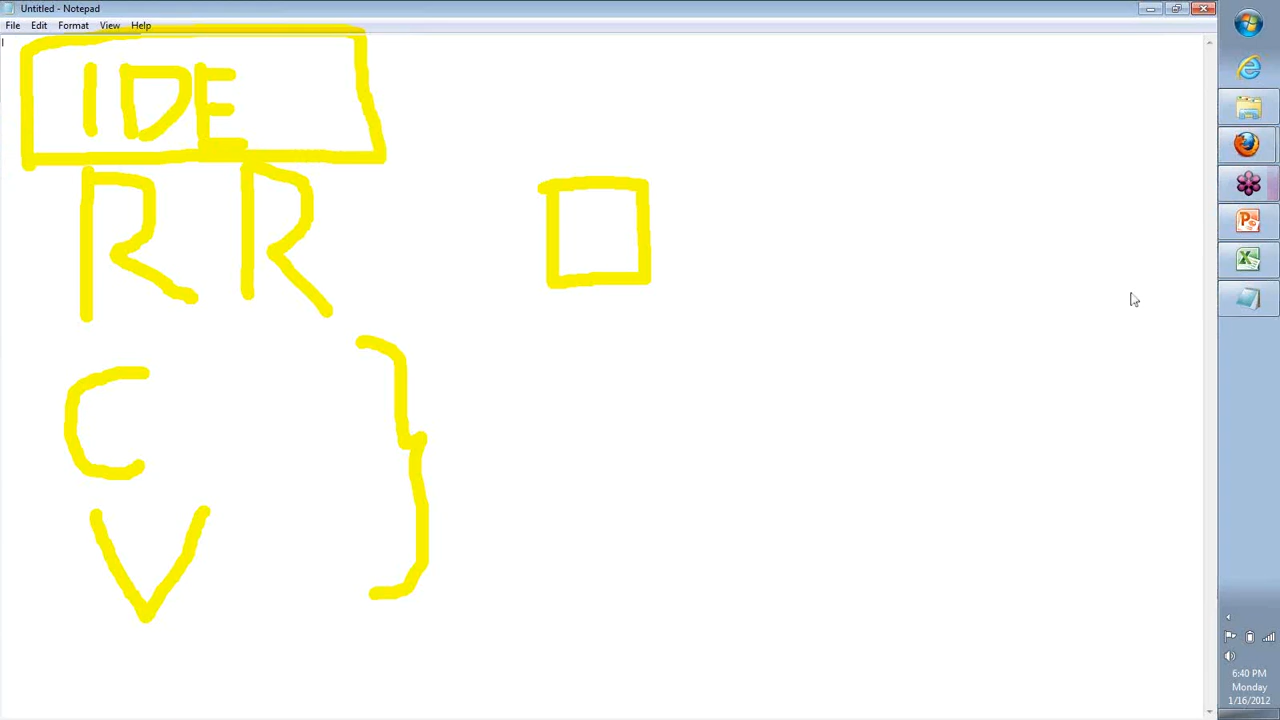 Untitled - Notepad
File Edit Format View Help
IDE
R R
C
V
6:40 PM
Monday
1/16/2012